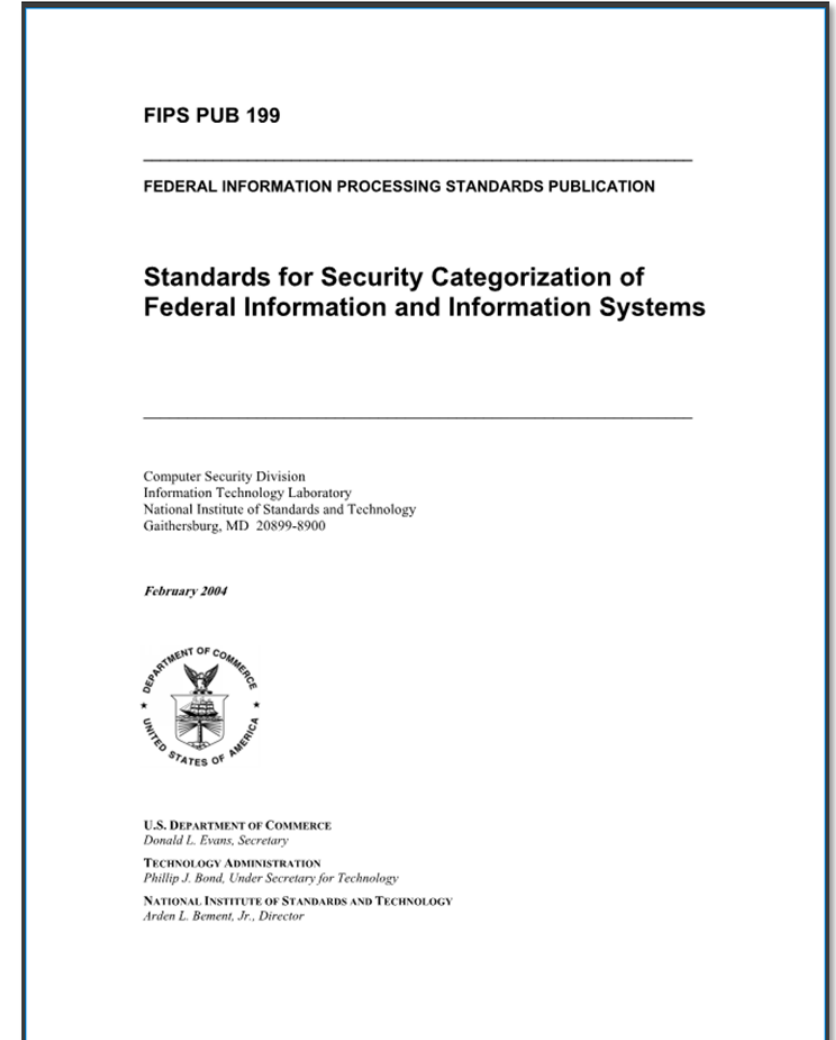 FIPS PUB 199
FEDERAL INFORMATION PROCESSING STANDARDS PUBLICATION
Standards for Security Categorization of
Federal Information and Information Systems
Computer Security Division
Information Technology Laboratory
National Institute of Standards and Technology
Gaithersburg, MD 20899-8900
February 2004
DEPARTMENT OF COMMERCE
UNITED STATES OF AMERICA
U.S. DEPARTMENT OF COMMERCE
Donald L. Evans, Secretary
TECHNOLOGY ADMINISTRATION
Phillip J. Bond, Under Secretary for Technology
NATIONAL INSTITUTE OF STANDARDS AND TECHNOLOGY
Arden L. Bement, Jr., Director